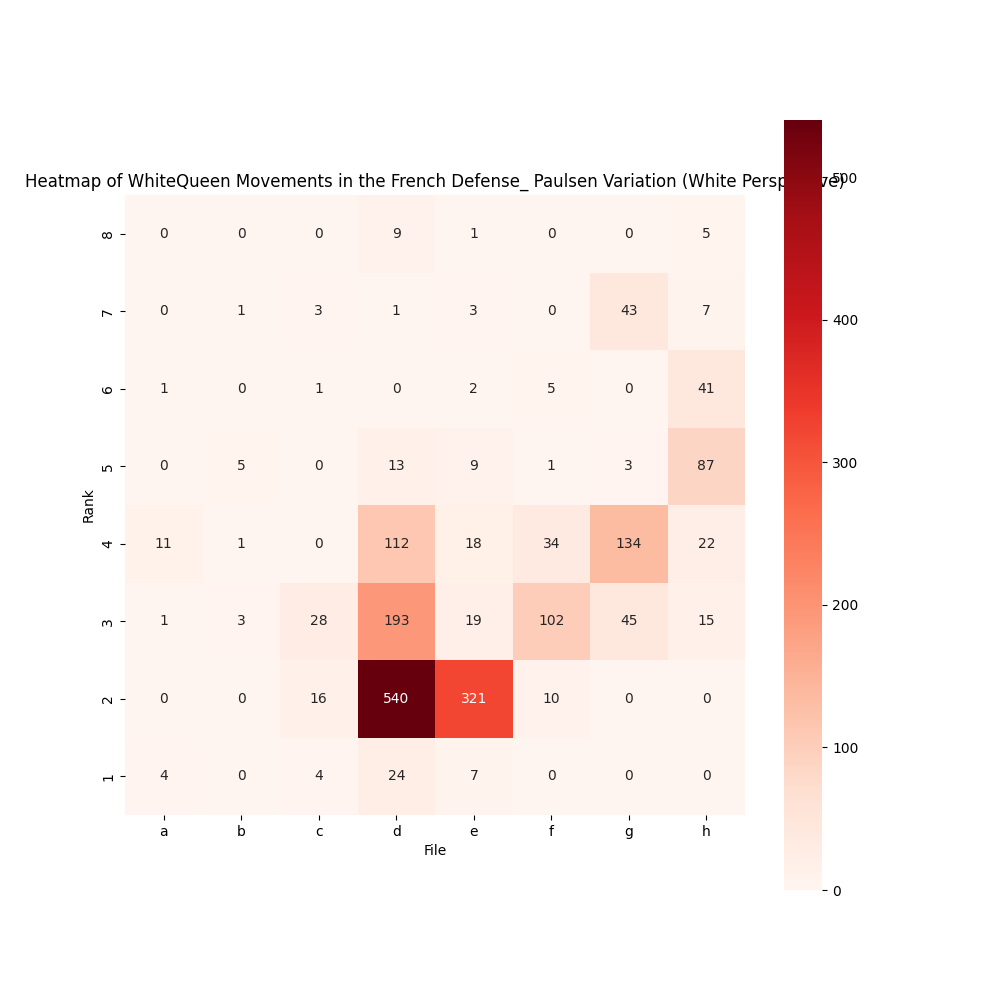 Heatmap of WhiteQueen Movements in the French Defense_ Paulsen Variation (White Perspective)
500
8 0 0 0 9 1 0 0 5
7 0 1 3 1 3 0 43 7
400
6 1 0 1 0 2 5 0 41
5 0 5 0 13 9 1 3 87
300
Rank
4 11 1 0 112 18 34 134 22
200
3 1 3 28 193 19 102 45 15
2 0 0 16 540 321 10 0 0
100
1 4 0 4 24 7 0 0 0
a b c d e f g h
File
0